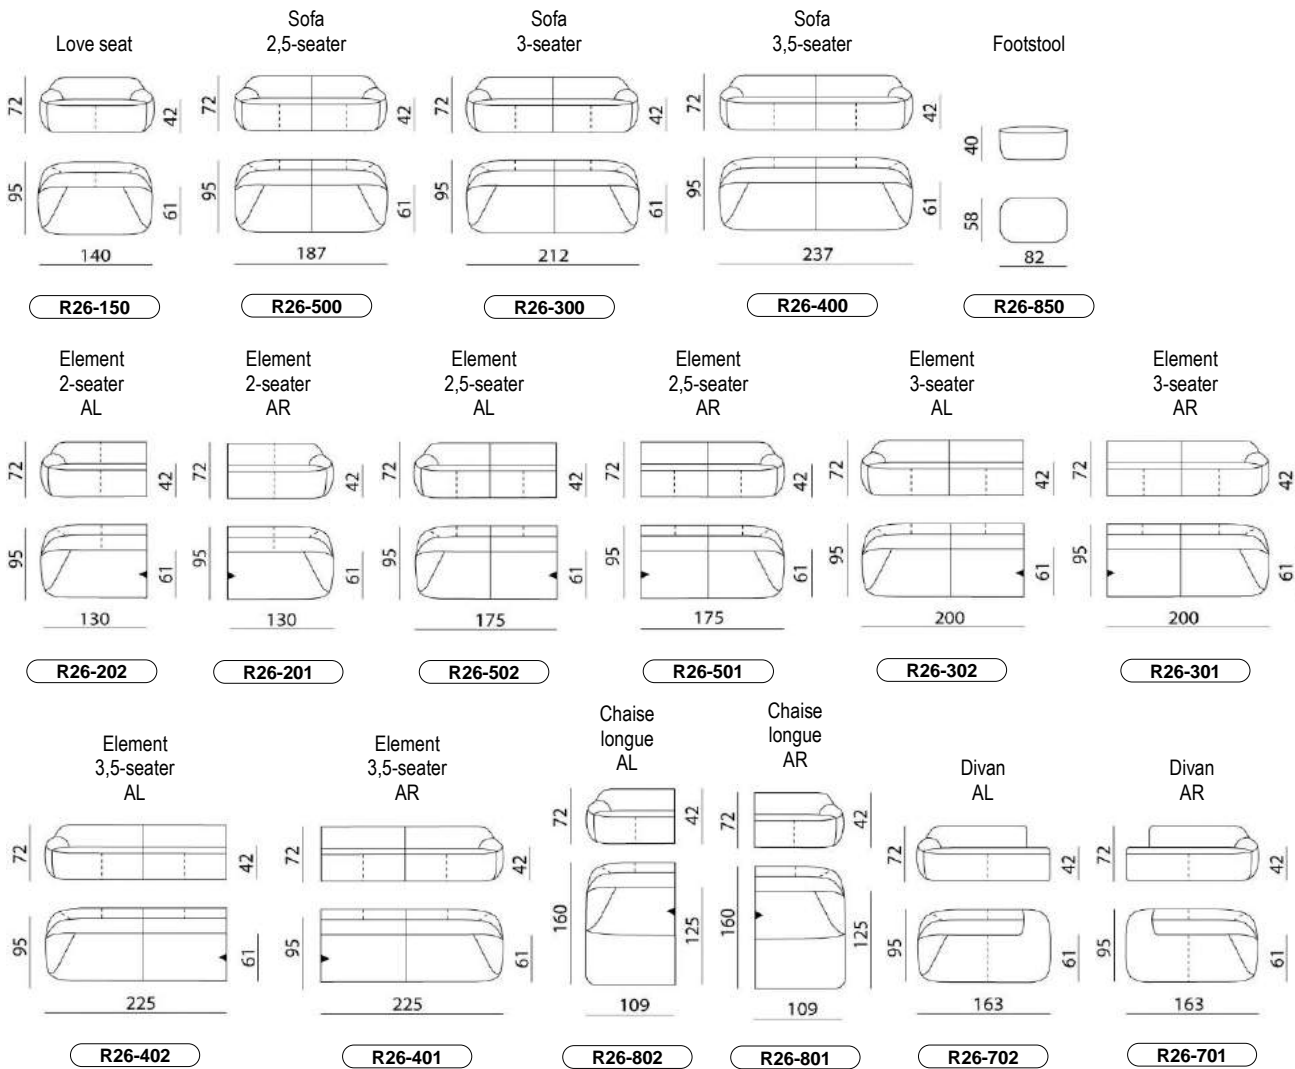 Love seat
Sofa
2,5-seater
Sofa
3-seater
Sofa
3,5-seater
Footstool
72
42
72
42
72
42
72
42
40
95
61
95
61
95
61
95
61
58
140
187
212
237
82
R26-150
R26-500
R26-300
R26-400
R26-850
Element
2-seater
AL
Element
2-seater
AR
Element
2,5-seater
AL
Element
2,5-seater
AR
Element
3-seater
AL
Element
3-seater
AR
72
42
72
42
72
42
72
42
72
42
72
42
95
61
95
61
95
61
95
61
95
61
95
61
130
130
175
175
200
200
R26-202
R26-201
R26-502
R26-501
R26-302
R26-301
Element
3,5-seater
AL
Element
3,5-seater
AR
Chaise
longue
AL
Chaise
longue
AR
Divan
AL
Divan
AR
72
42
72
42
72
42
72
42
72
42
72
42
95
61
95
61
160
125
160
125
95
61
95
61
225
225
109
109
163
163
R26-402
R26-401
R26-802
R26-801
R26-702
R26-701